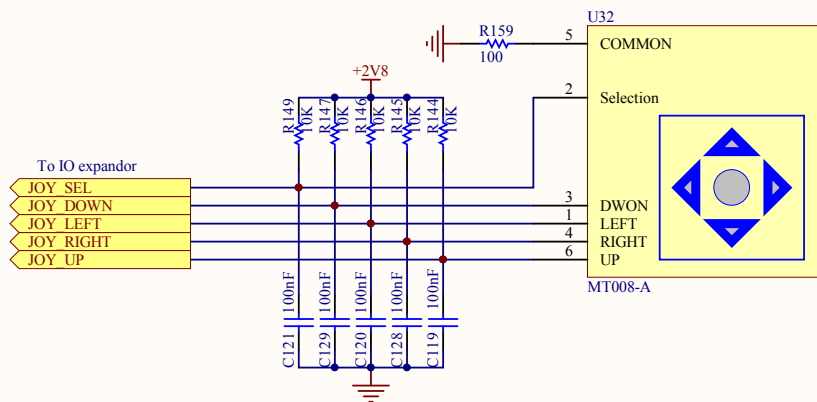 U32
R159
100
5 COMMON
+2V8
2 Selection
R149 10K
R147 10K
R146 10K
R145 10K
R144 10K
To IO expandor
JOY_SEL
JOY_DOWN
JOY_LEFT
JOY_RIGHT
JOY_UP
3 DWON
1 LEFT
4 RIGHT
6 UP
MT008-A
C121 100nF
C129 100nF
C120 100nF
C128 100nF
C119 100nF